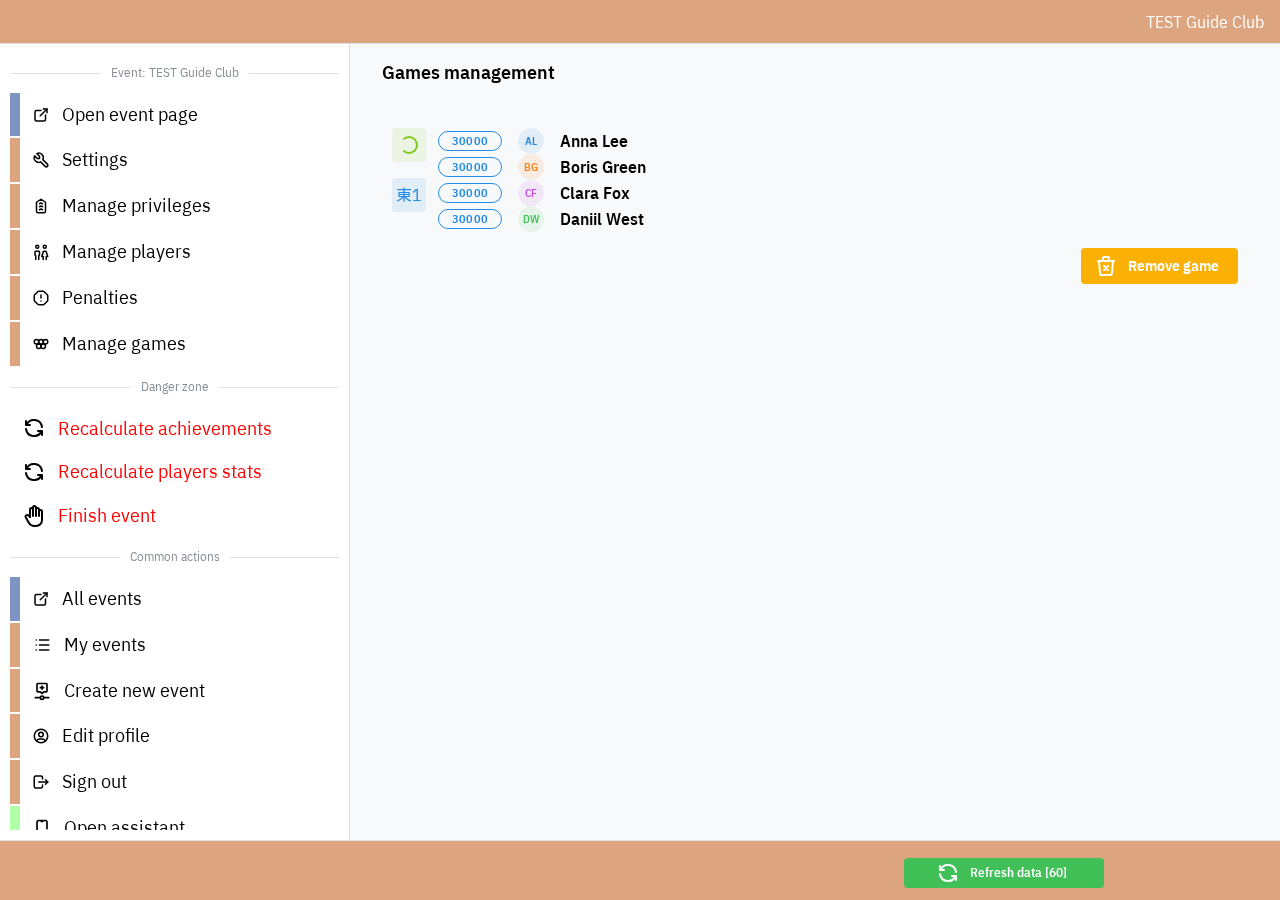 TEST Guide Club
Event: TEST Guide Club
Open event page
Settings
Manage privileges
Manage players
Penalties
Manage games
Danger zone
Recalculate achievements
Recalculate players stats
Finish event
Common actions
All events
My events
Create new event
Edit profile
Sign out
Open assistant
Games management
30000 AL Anna Lee
30000 BG Boris Green
東1 30000 CF Clara Fox
30000 DW Daniil West
Remove game
Refresh data [60]